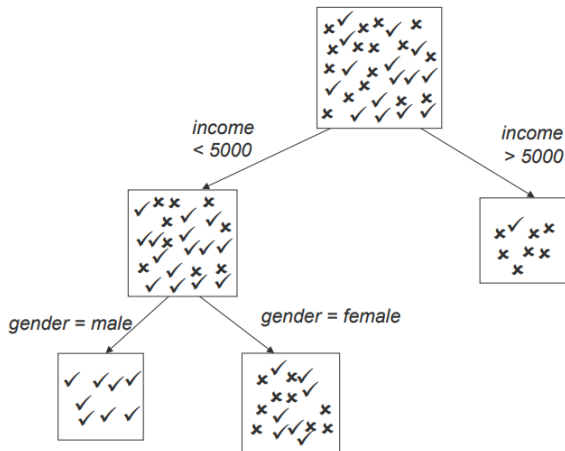 income
< 5000
income
> 5000
gender = male
gender = female